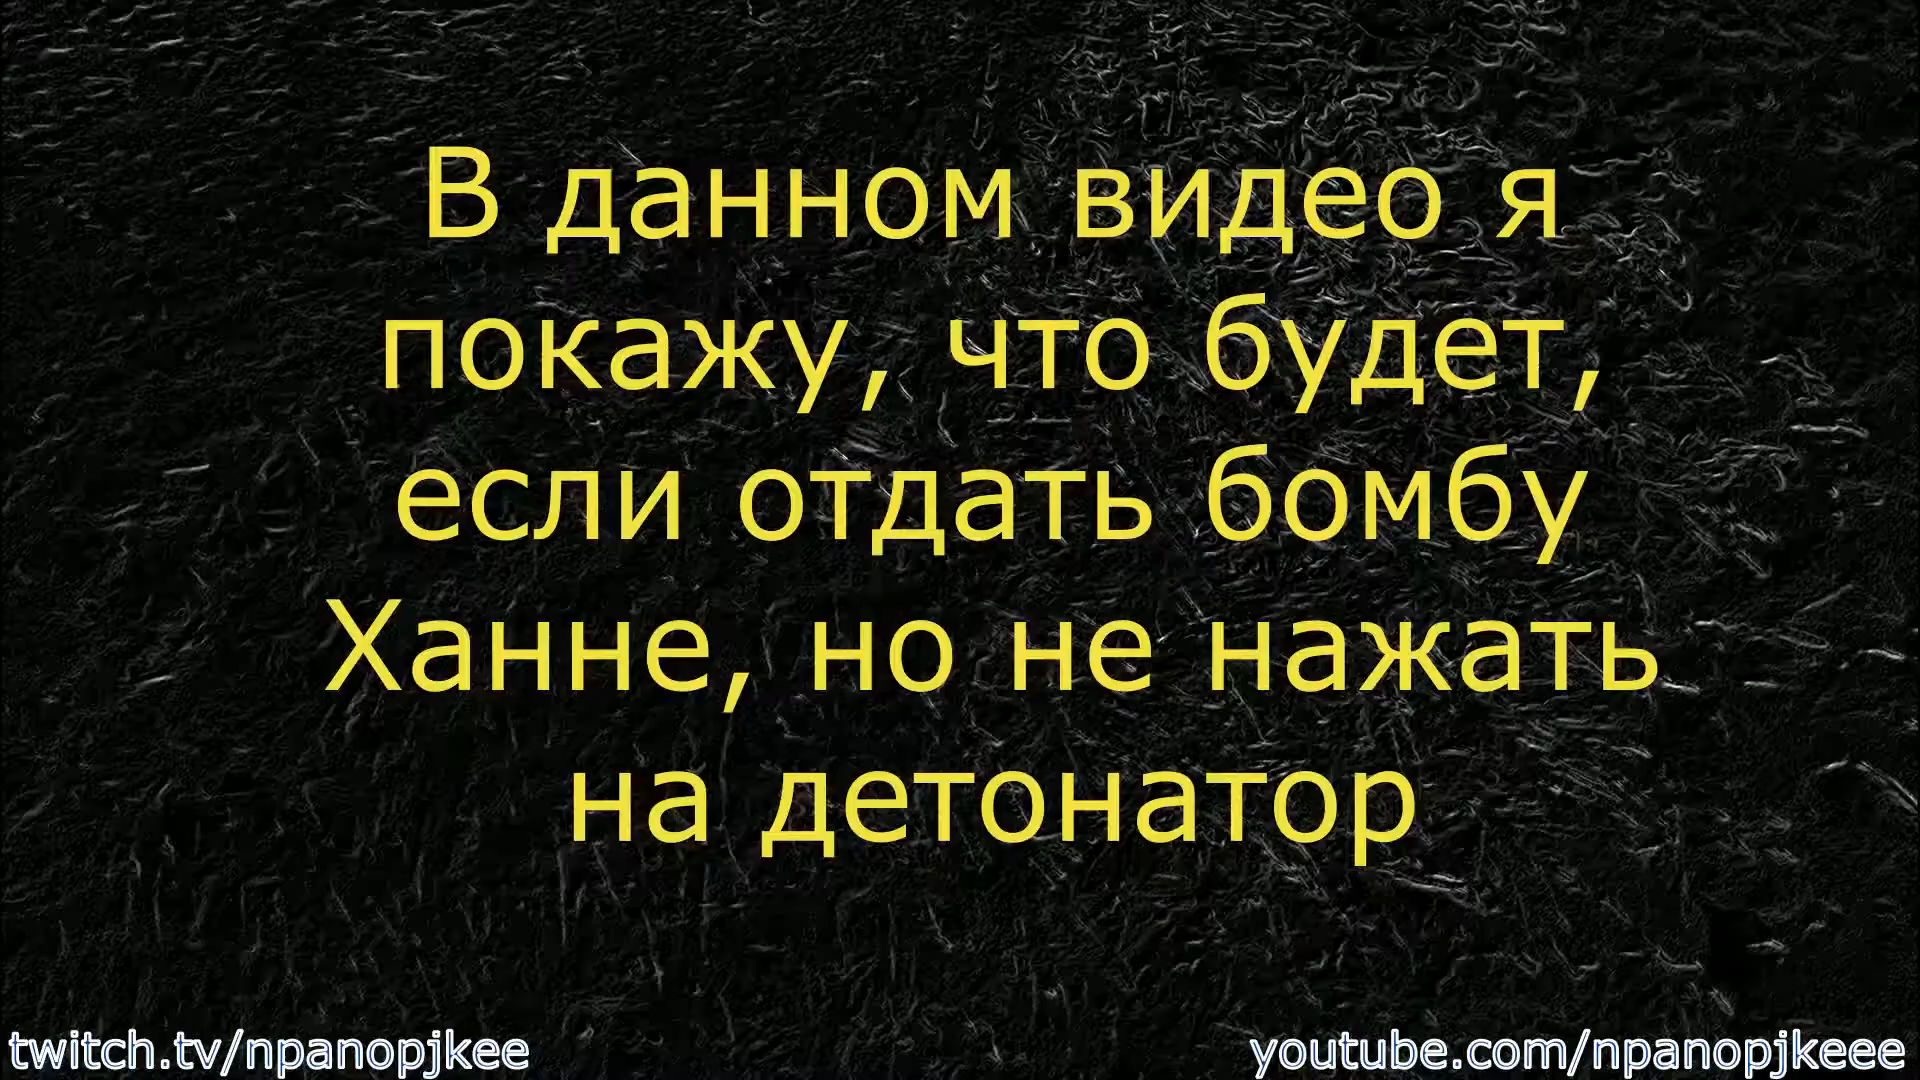 В данном видео я
покажу, что будет,
если отдать бомбу
Ханне, но не нажать
на детонатор
twitch.tv/npanopjkee
youtube.com/npanopjkeee